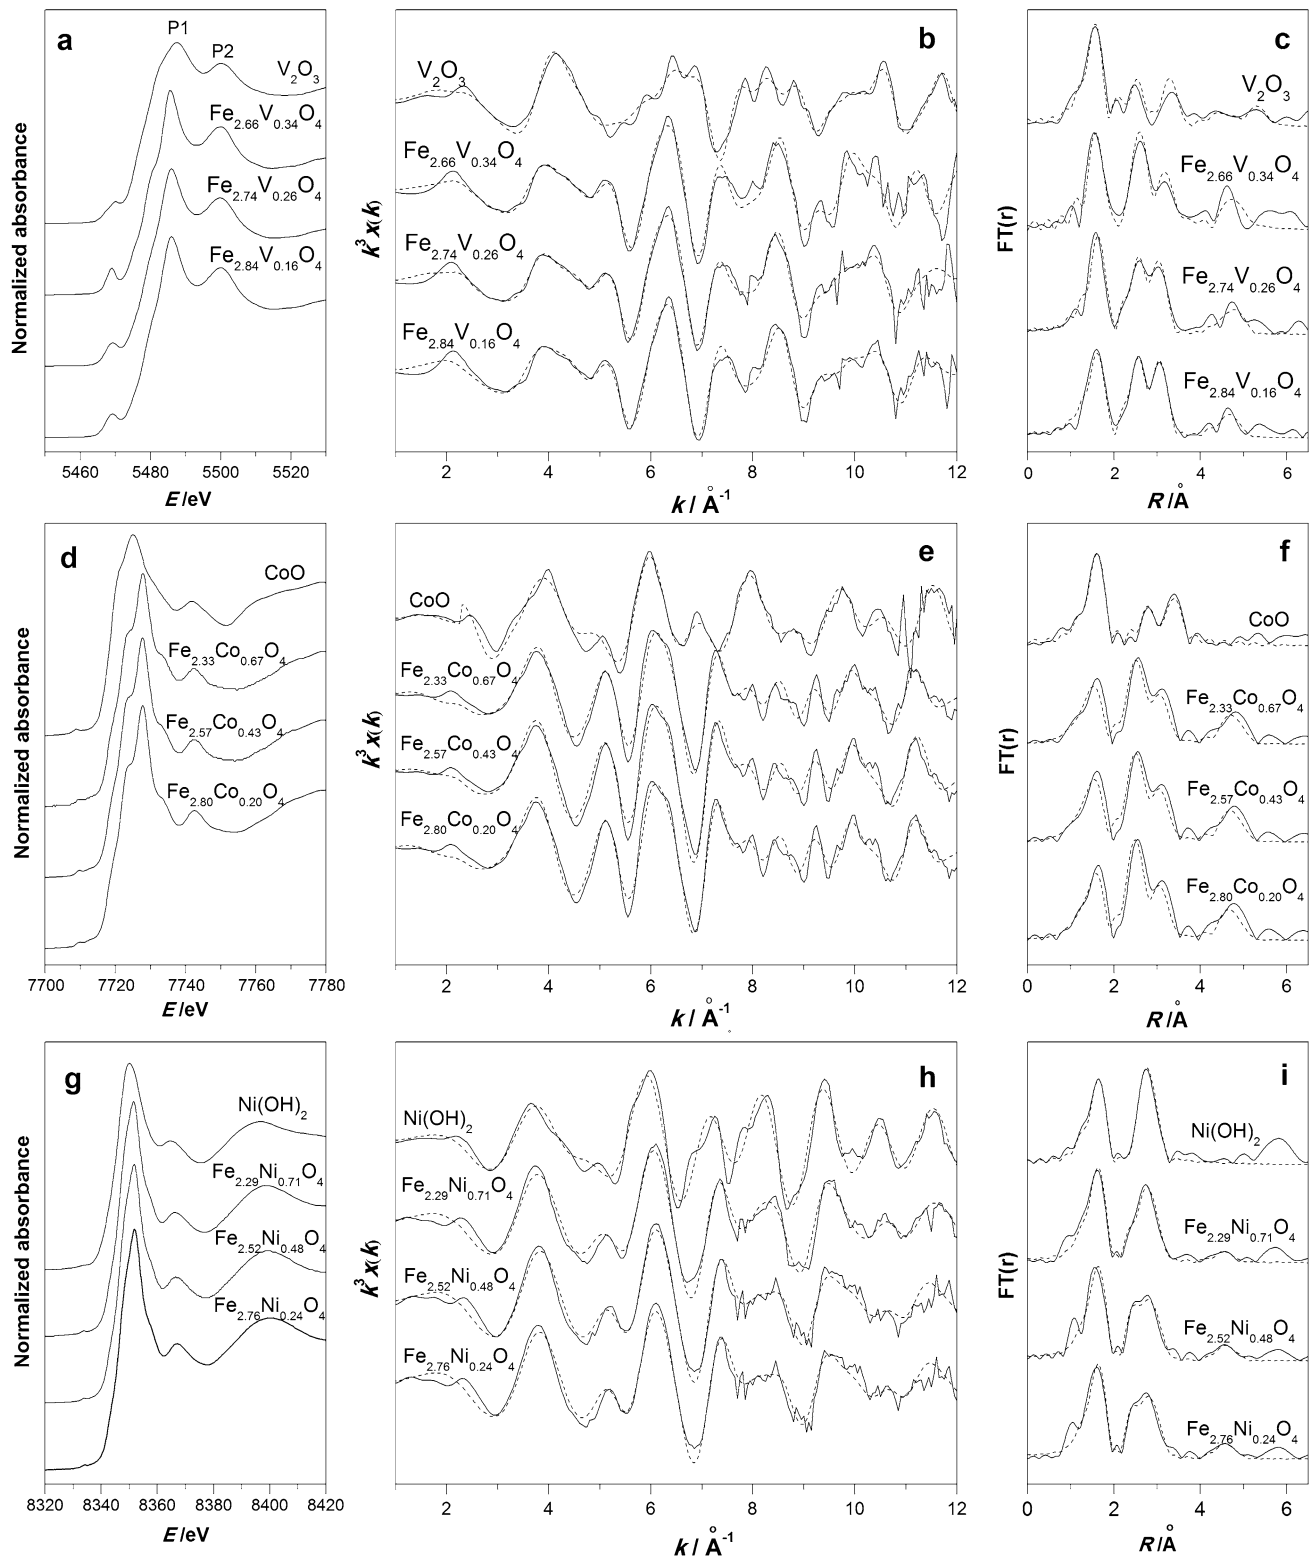 a
P1
P2
V2O3
Fe2.66V0.34O4
Fe2.74V0.26O4
Fe2.84V0.16O4
Normalized absorbance
5460 5480 5500 5520
E /eV
b
V2O3
Fe2.66V0.34O4
Fe2.74V0.26O4
Fe2.84V0.16O4
k3 x(k)
2 4 6 8 10 12
k / Å-1
c
V2O3
Fe2.66V0.34O4
Fe2.74V0.26O4
Fe2.84V0.16O4
FT(r)
0 2 4 6
R /Å
d
CoO
Fe2.33Co0.67O4
Fe2.57Co0.43O4
Fe2.80Co0.20O4
Normalized absorbance
7700 7720 7740 7760 7780
E /eV
e
CoO
Fe2.33Co0.67O4
Fe2.57Co0.43O4
Fe2.80Co0.20O4
k3 x(k)
2 4 6 8 10 12
k / Å-1
f
CoO
Fe2.33Co0.67O4
Fe2.57Co0.43O4
Fe2.80Co0.20O4
FT(r)
0 2 4 6
R /Å
g
Ni(OH)2
Fe2.29Ni0.71O4
Fe2.52Ni0.48O4
Fe2.76Ni0.24O4
Normalized absorbance
8320 8340 8360 8380 8400 8420
E /eV
h
Ni(OH)2
Fe2.29Ni0.71O4
Fe2.52Ni0.48O4
Fe2.76Ni0.24O4
k3 x(k)
2 4 6 8 10 12
k / Å-1
i
Ni(OH)2
Fe2.29Ni0.71O4
Fe2.52Ni0.48O4
Fe2.76Ni0.24O4
FT(r)
0 2 4 6
R /Å